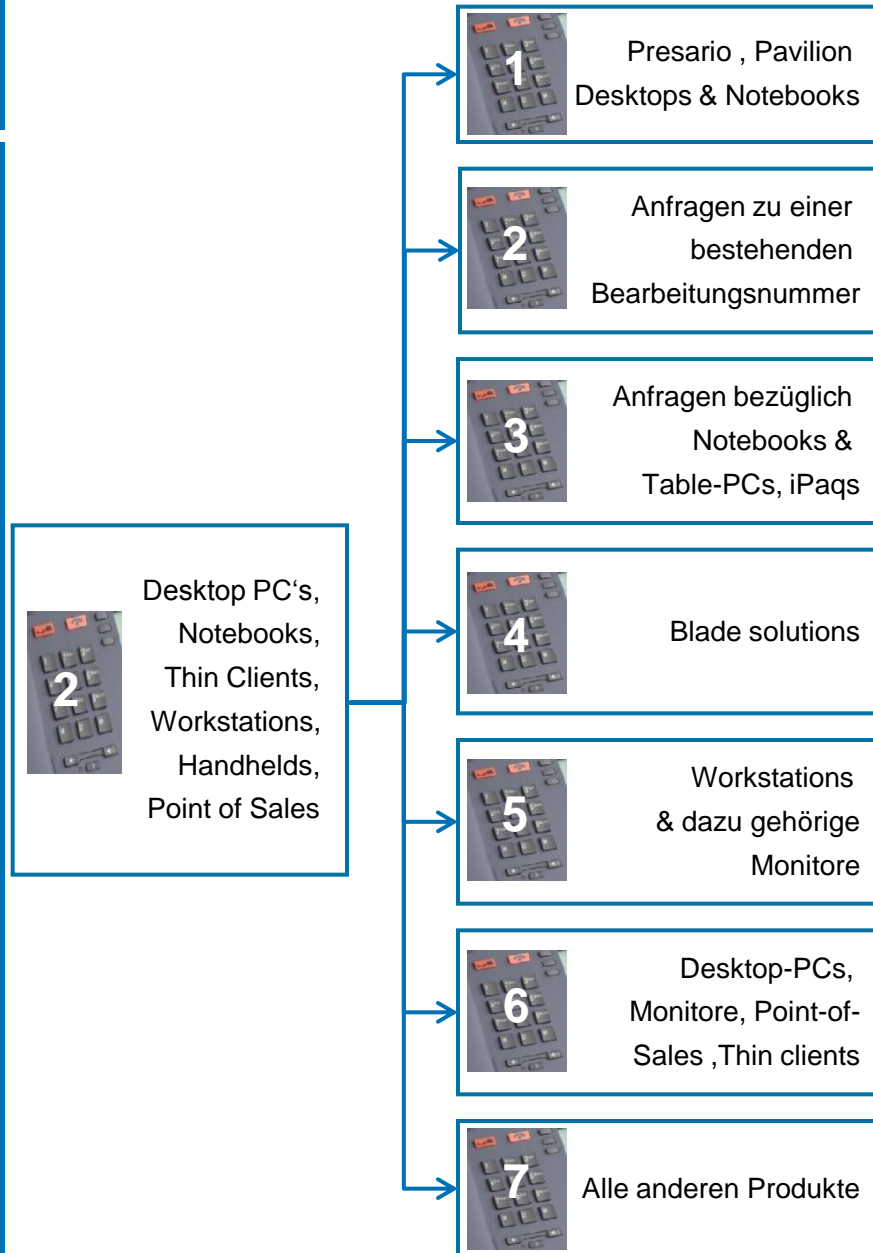 2
Desktop PC‘s,
Notebooks,
Thin Clients,
Workstations,
Handhelds,
Point of Sales
1
Presario , Pavilion
Desktops & Notebooks
2
Anfragen zu einer
bestehenden
Bearbeitungsnummer
3
Anfragen bezüglich
Notebooks &
Table-PCs, iPaqs
4
Blade solutions
5
Workstations
& dazu gehörige
Monitore
6
Desktop-PCs,
Monitore, Point-of-
Sales ,Thin clients
7
Alle anderen Produkte